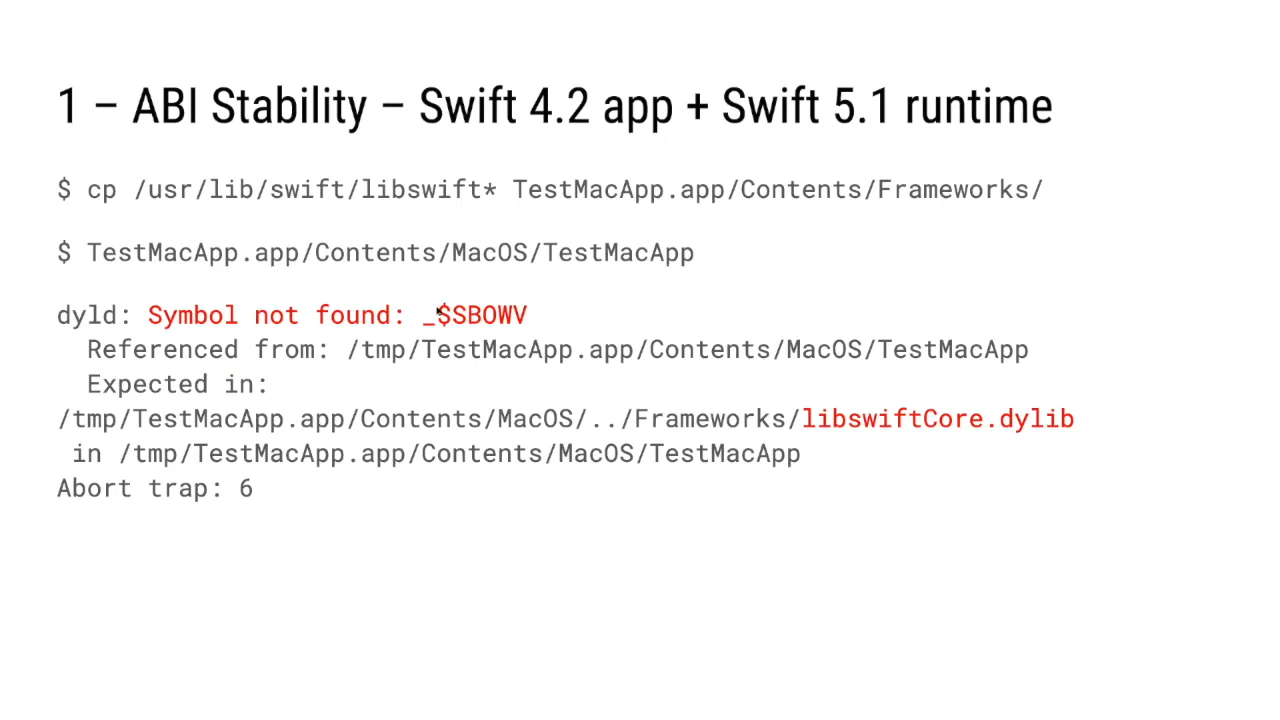 1 – ABI Stability – Swift 4.2 app + Swift 5.1 runtime
$ cp /usr/lib/swift/libswift* TestMacApp.app/Contents/Frameworks/
$ TestMacApp.app/Contents/MacOS/TestMacApp
dyld: Symbol not found: _$SBOWV
Referenced from: /tmp/TestMacApp.app/Contents/MacOS/TestMacApp
Expected in:
/tmp/TestMacApp.app/Contents/MacOS/../Frameworks/libswiftCore.dylib
in /tmp/TestMacApp.app/Contents/MacOS/TestMacApp
Abort trap: 6